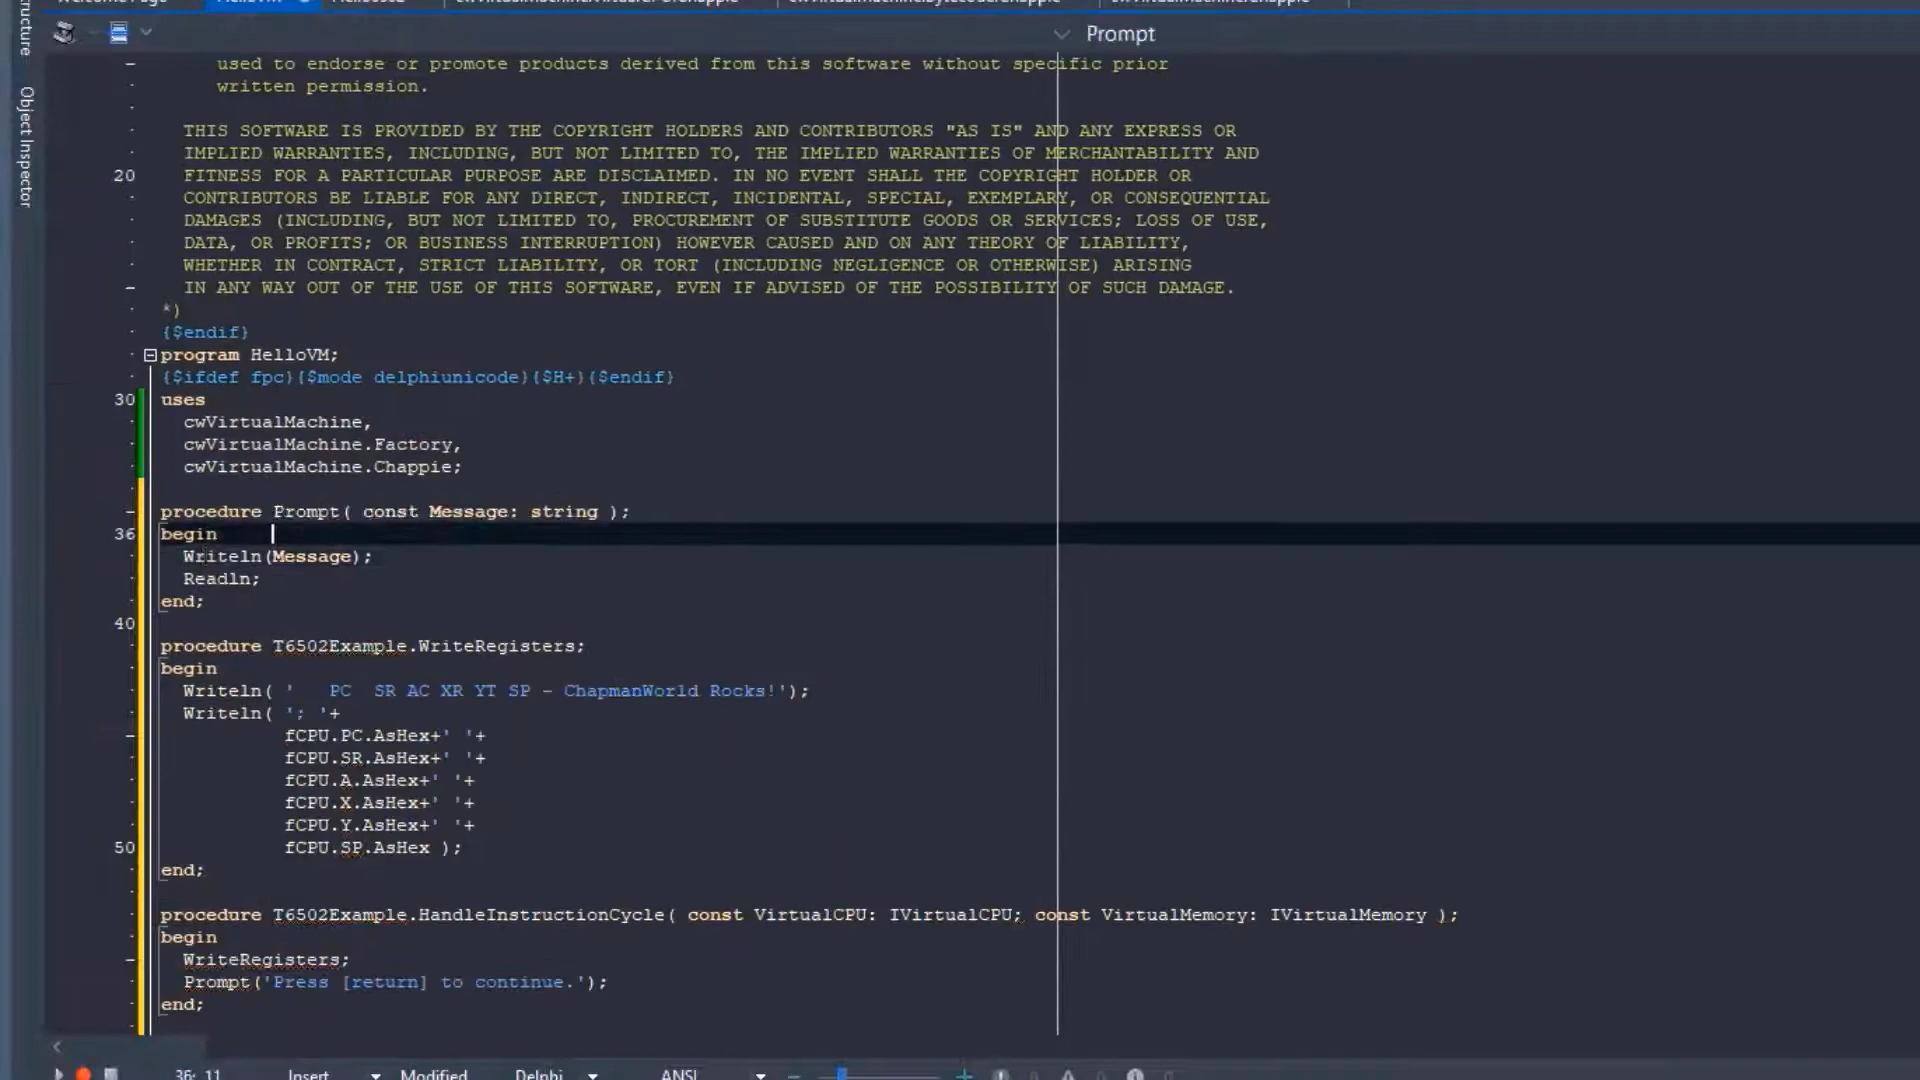 Structure
Object Inspector
Prompt
used to endorse or promote products derived from this software without specific prior
written permission.
THIS SOFTWARE IS PROVIDED BY THE COPYRIGHT HOLDERS AND CONTRIBUTORS "AS IS" AND ANY EXPRESS OR
IMPLIED WARRANTIES, INCLUDING, BUT NOT LIMITED TO, THE IMPLIED WARRANTIES OF MERCHANTABILITY AND
20 FITNESS FOR A PARTICULAR PURPOSE ARE DISCLAIMED. IN NO EVENT SHALL THE COPYRIGHT HOLDER OR
CONTRIBUTORS BE LIABLE FOR ANY DIRECT, INDIRECT, INCIDENTAL, SPECIAL, EXEMPLARY, OR CONSEQUENTIAL
DAMAGES (INCLUDING, BUT NOT LIMITED TO, PROCUREMENT OF SUBSTITUTE GOODS OR SERVICES; LOSS OF USE,
DATA, OR PROFITS; OR BUSINESS INTERRUPTION) HOWEVER CAUSED AND ON ANY THEORY OF LIABILITY,
WHETHER IN CONTRACT, STRICT LIABILITY, OR TORT (INCLUDING NEGLIGENCE OR OTHERWISE) ARISING
IN ANY WAY OUT OF THE USE OF THIS SOFTWARE, EVEN IF ADVISED OF THE POSSIBILITY OF SUCH DAMAGE.
*)
{$endif}
program HelloVM;
{$ifdef fpc}{$mode delphiunicode}{$H+}{$endif}
30 uses
cwVirtualMachine,
cwVirtualMachine.Factory,
cwVirtualMachine.Chappie;
procedure Prompt( const Message: string );
36 begin
Writeln(Message);
Readln;
end;
40
procedure T6502Example.WriteRegisters;
begin
Writeln( '   PC  SR AC XR YT SP - ChapmanWorld Rocks!');
Writeln( '; '+
fCPU.PC.AsHex+' '+
fCPU.SR.AsHex+' '+
fCPU.A.AsHex+' '+
fCPU.X.AsHex+' '+
fCPU.Y.AsHex+' '+
50 fCPU.SP.AsHex );
end;
procedure T6502Example.HandleInstructionCycle( const VirtualCPU: IVirtualCPU; const VirtualMemory: IVirtualMemory );
begin
WriteRegisters;
Prompt('Press [return] to continue.');
end;
36: 11 Insert Modified Delphi ANSI